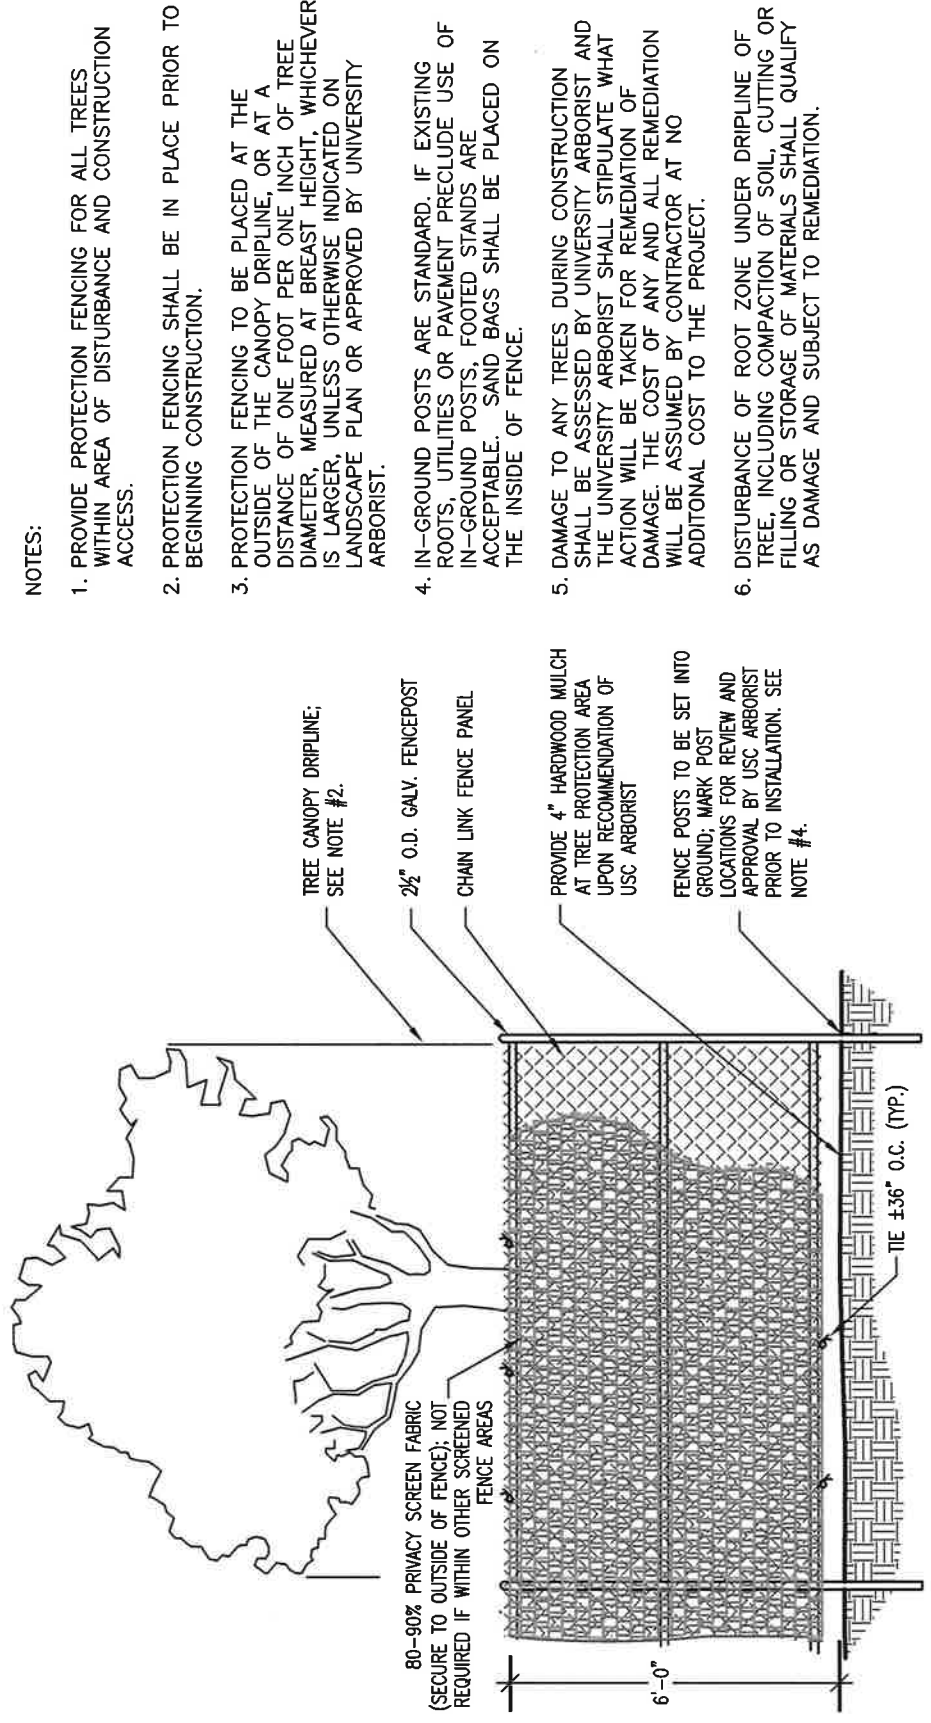 NOTES:
1. PROVIDE PROTECTION FENCING FOR ALL TREES
WITHIN AREA OF DISTURBANCE AND CONSTRUCTION
ACCESS.
2. PROTECTION FENCING SHALL BE IN PLACE PRIOR TO
BEGINNING CONSTRUCTION.
3. PROTECTION FENCING TO BE PLACED AT THE
OUTSIDE OF THE CANOPY DRIPLINE, OR AT A
DISTANCE OF ONE FOOT PER ONE INCH OF TREE
DIAMETER, MEASURED AT BREAST HEIGHT, WHICHEVER
IS LARGER, UNLESS OTHERWISE INDICATED ON
LANDSCAPE PLAN OR APPROVED BY UNIVERSITY
ARBORIST.
4. IN-GROUND POSTS ARE STANDARD. IF EXISTING
ROOTS, UTILITIES OR PAVEMENT PRECLUDE USE OF
IN-GROUND POSTS, FOOTED STANDS ARE
ACCEPTABLE. SAND BAGS SHALL BE PLACED ON
THE INSIDE OF FENCE.
5. DAMAGE TO ANY TREES DURING CONSTRUCTION
SHALL BE ASSESSED BY UNIVERSITY ARBORIST AND
THE UNIVERSITY ARBORIST SHALL STIPULATE WHAT
ACTION WILL BE TAKEN FOR REMEDIATION OF
DAMAGE. THE COST OF ANY AND ALL REMEDIATION
WILL BE ASSUMED BY CONTRACTOR AT NO
ADDITONAL COST TO THE PROJECT.
6. DISTURBANCE OF ROOT ZONE UNDER DRIPLINE OF
TREE, INCLUDING COMPACTION OF SOIL, CUTTING OR
FILLING OR STORAGE OF MATERIALS SHALL QUALIFY
AS DAMAGE AND SUBJECT TO REMEDIATION.
TREE CANOPY DRIPLINE;
SEE NOTE #2.
2½" O.D. GALV. FENCEPOST
CHAIN LINK FENCE PANEL
PROVIDE 4" HARDWOOD MULCH
AT TREE PROTECTION AREA
UPON RECOMMENDATION OF
USC ARBORIST
FENCE POSTS TO BE SET INTO
GROUND; MARK POST
LOCATIONS FOR REVIEW AND
APPROVAL BY USC ARBORIST
PRIOR TO INSTALLATION. SEE
NOTE #4.
80-90% PRIVACY SCREEN FABRIC
(SECURE TO OUTSIDE OF FENCE); NOT
REQUIRED IF WITHIN OTHER SCREENED
FENCE AREAS
TIE ±36" O.C. (TYP.)
6'-0"